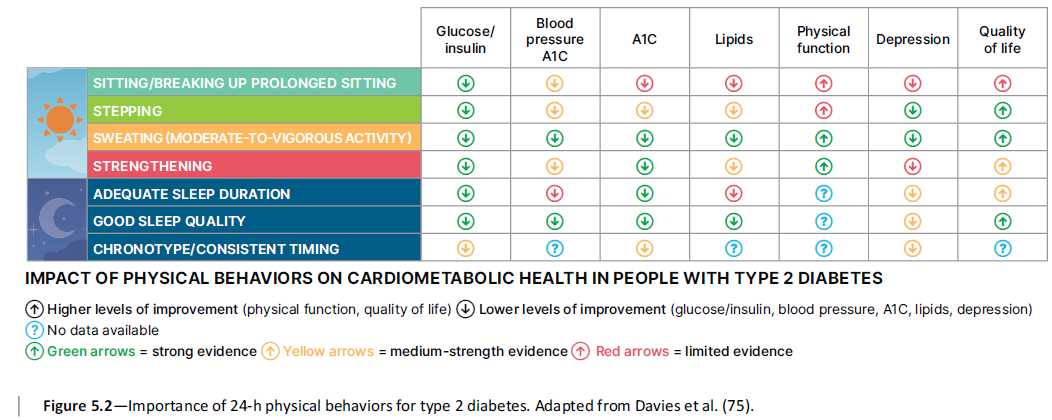 Glucose/
insulin
Blood
pressure
A1C
A1C
Lipids
Physical
function
Depression
Quality
of life
SITTING/BREAKING UP PROLONGED SITTING
STEPPING
SWEATING (MODERATE-TO-VIGOROUS ACTIVITY)
STRENGTHENING
ADEQUATE SLEEP DURATION
?
GOOD SLEEP QUALITY
?
CHRONOTYPE/CONSISTENT TIMING
? ? ? ?
IMPACT OF PHYSICAL BEHAVIORS ON CARDIOMETABOLIC HEALTH IN PEOPLE WITH TYPE 2 DIABETES
Higher levels of improvement (physical function, quality of life) Lower levels of improvement (glucose/insulin, blood pressure, A1C, lipids, depression)
? No data available
Green arrows = strong evidence Yellow arrows = medium-strength evidence Red arrows = limited evidence
Figure 5.2—Importance of 24-h physical behaviors for type 2 diabetes. Adapted from Davies et al. (75).